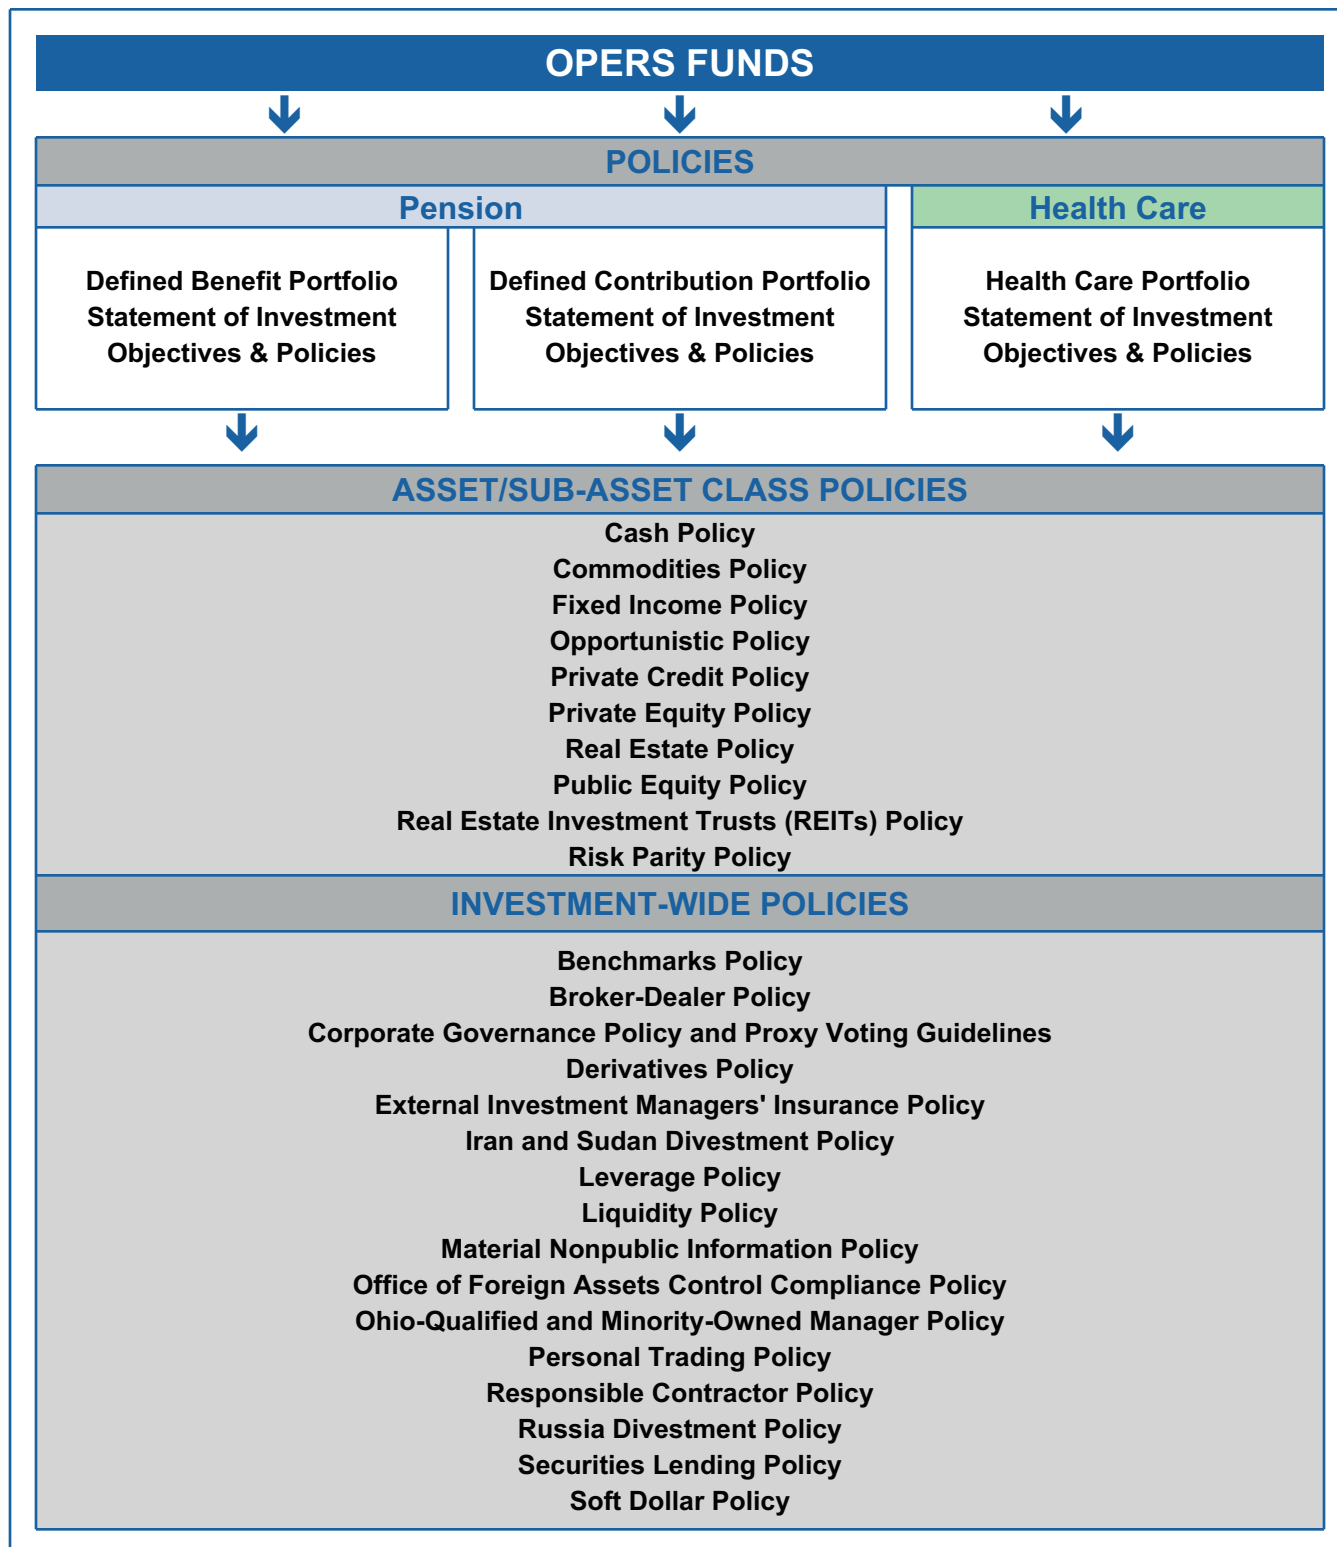 OPERS FUNDS
POLICIES
Pension
Health Care
Defined Benefit Portfolio
Statement of Investment
Objectives & Policies
Defined Contribution Portfolio
Statement of Investment
Objectives & Policies
Health Care Portfolio
Statement of Investment
Objectives & Policies
ASSET/SUB-ASSET CLASS POLICIES
Cash Policy
Commodities Policy
Fixed Income Policy
Opportunistic Policy
Private Credit Policy
Private Equity Policy
Real Estate Policy
Public Equity Policy
Real Estate Investment Trusts (REITs) Policy
Risk Parity Policy
INVESTMENT-WIDE POLICIES
Benchmarks Policy
Broker-Dealer Policy
Corporate Governance Policy and Proxy Voting Guidelines
Derivatives Policy
External Investment Managers' Insurance Policy
Iran and Sudan Divestment Policy
Leverage Policy
Liquidity Policy
Material Nonpublic Information Policy
Office of Foreign Assets Control Compliance Policy
Ohio-Qualified and Minority-Owned Manager Policy
Personal Trading Policy
Responsible Contractor Policy
Russia Divestment Policy
Securities Lending Policy
Soft Dollar Policy